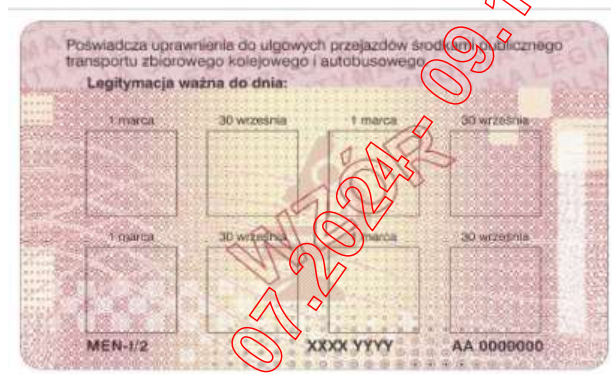 Poświadcza uprawnienia do ulgowych przejazdów środkami publicznego
transportu zbiorowego kolejowego i autobusowego.
Legitymacja ważna do dnia:
1 marca 30 września 1 marca 30 września
WZÓR
1 marca 30 września 1 marca 30 września
07.2024 - 09.1
MEN-I/2 XXXX YYYY AA 0000000